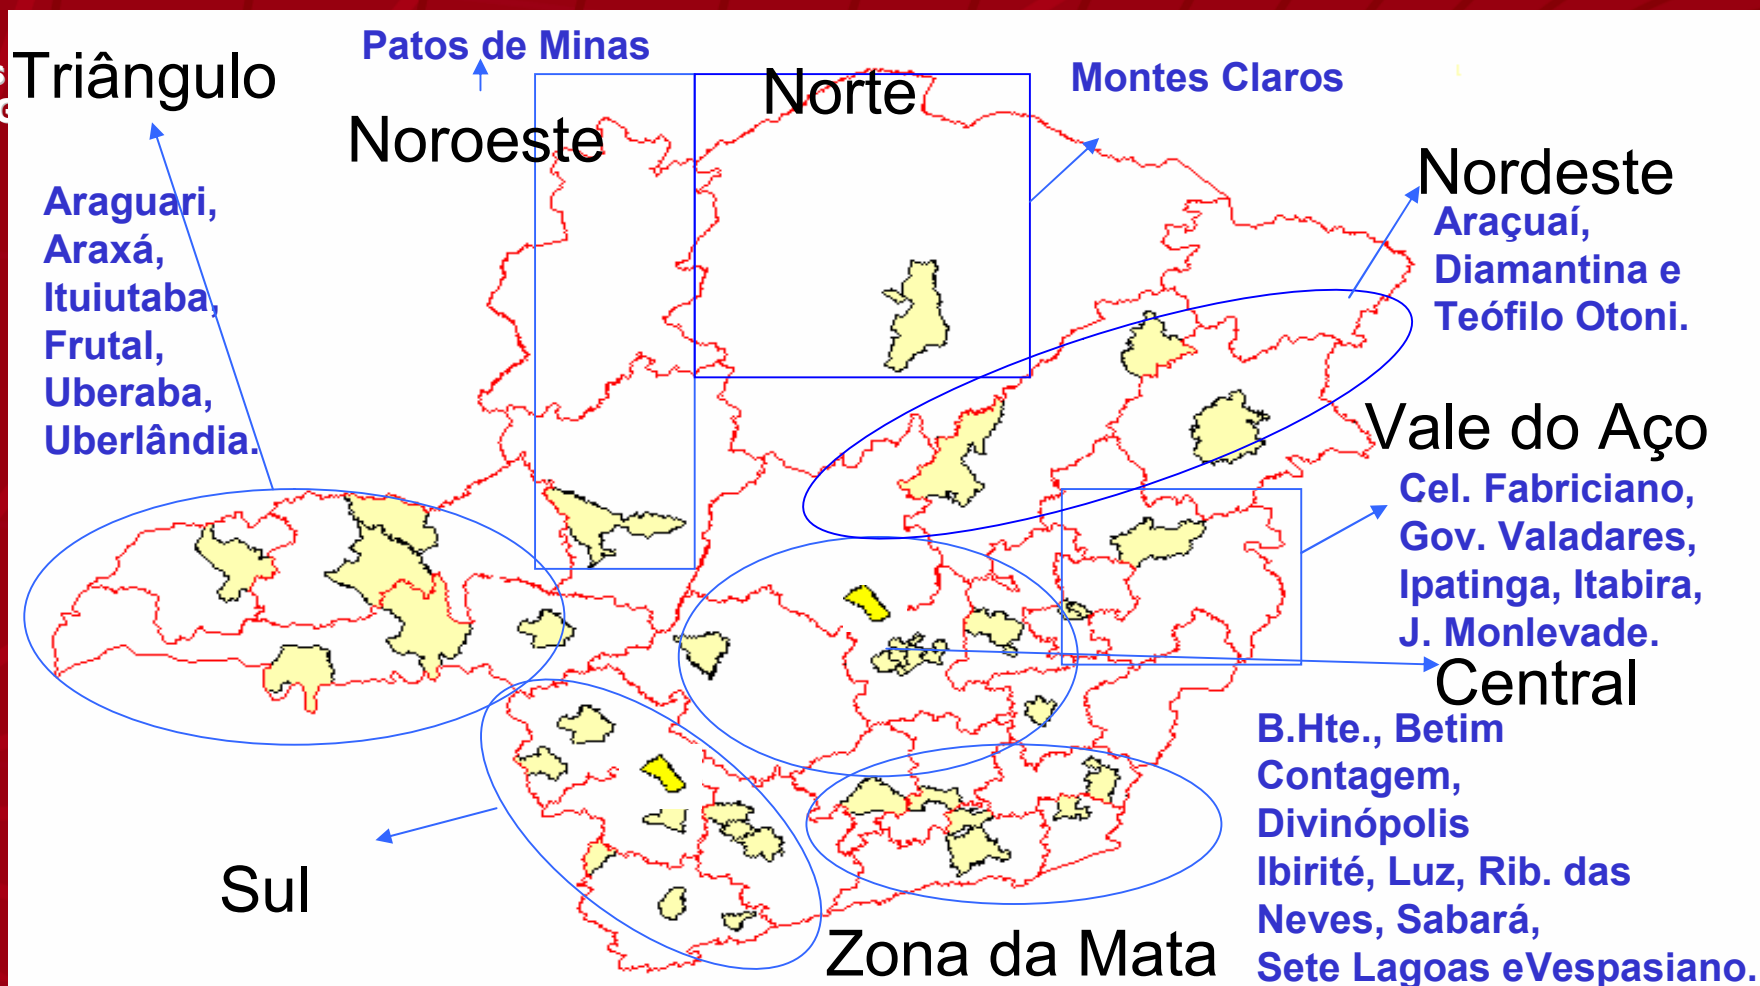 Triângulo
Patos de Minas
Norte
Montes Claros
Noroeste
Nordeste
Araguari,
Araxá,
Ituiutaba,
Frutal,
Uberaba,
Uberlândia.
Araçuaí,
Diamantina e
Teófilo Otoni.
Vale do Aço
Cel. Fabriciano,
Gov. Valadares,
Ipatinga, Itabira,
J. Monlevade.
Central
B.Hte., Betim
Contagem,
Divinópolis
Ibirité, Luz, Rib. das
Neves, Sabará,
Sete Lagoas eVespasiano.
Sul
Zona da Mata